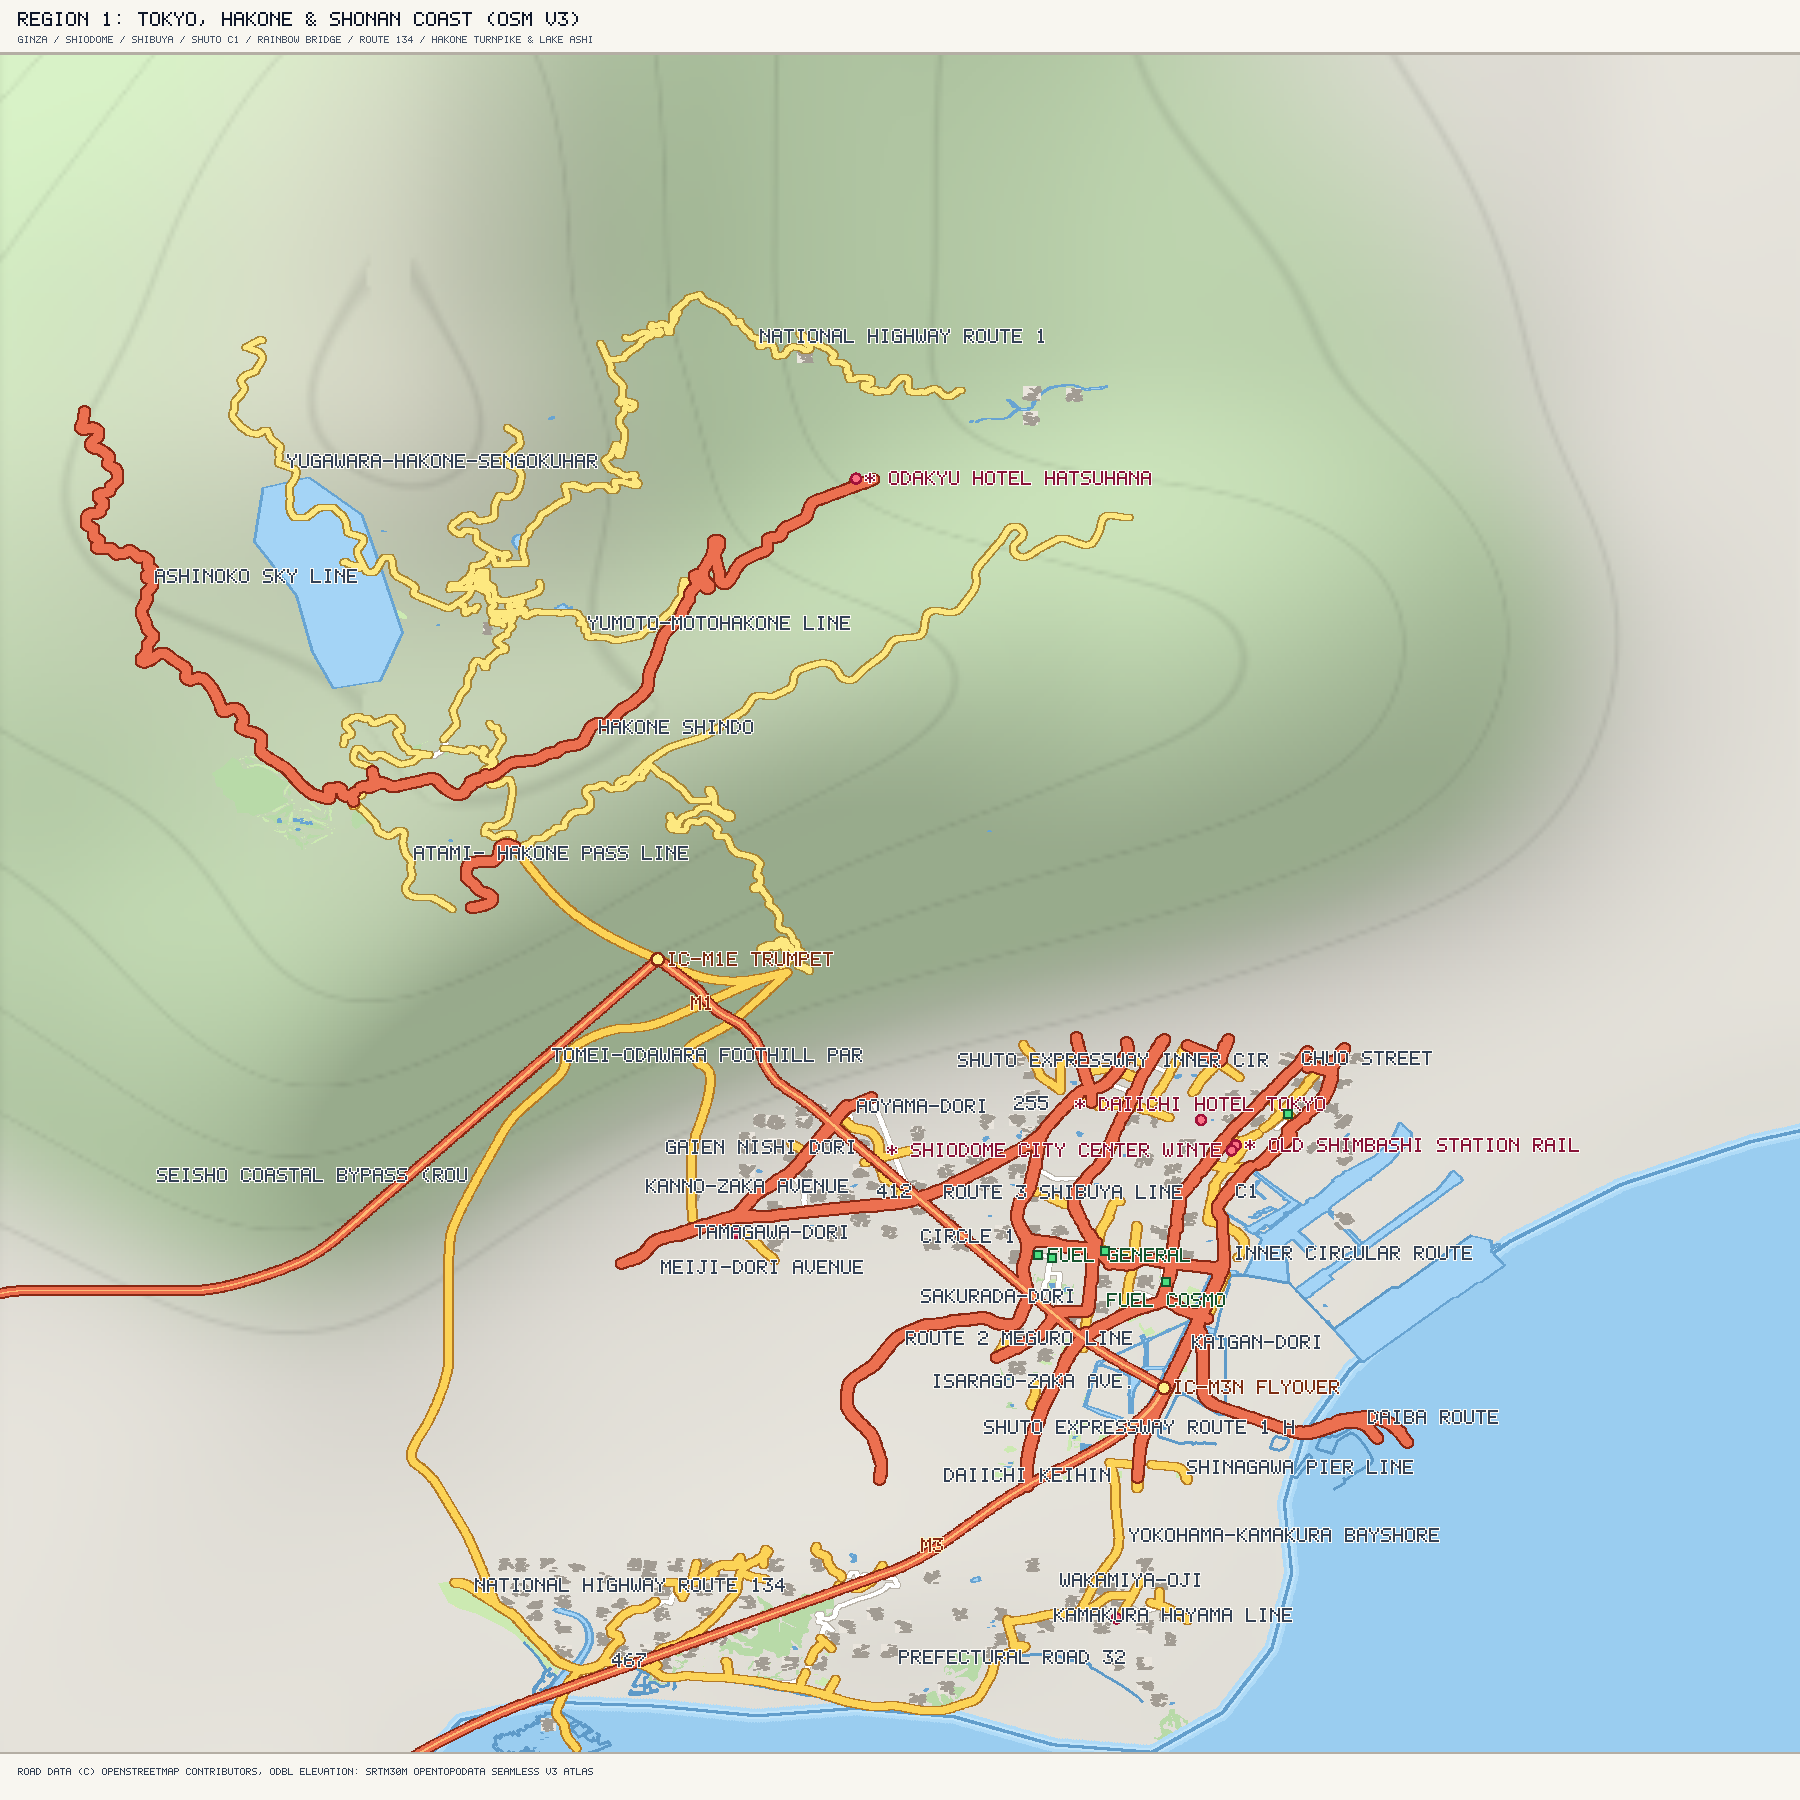 REGION 1: TOKYO, HAKONE & SHONAN COAST (OSM V3)
GINZA / SHIODOME / SHIBUYA / SHUTO C1 / RAINBOW BRIDGE / ROUTE 134 / HAKONE TURNPIKE & LAKE ASHI
NATIONAL HIGHWAY ROUTE 1
YUGAWARA-HAKONE-SENGOKUHAR
* ODAKYU HOTEL HATSUHANA
ASHINOKO SKY LINE
YUMOTO-MOTOHAKONE LINE
HAKONE SHINDO
ATAMI- HAKONE PASS LINE
IC-M1E TRUMPET
M1
TOMEI-ODAWARA FOOTHILL PAR
SHUTO EXPRESSWAY INNER CIR
CHUO STREET
AOYAMA-DORI
255
* DAIICHI HOTEL TOKYO
GAIEN NISHI DORI
* SHIODOME CITY CENTER WINTE
* OLD SHIMBASHI STATION RAIL
SEISHO COASTAL BYPASS (ROU
KANNO-ZAKA AVENUE
412
ROUTE 3 SHIBUYA LINE
C1
TAMAGAWA-DORI
CIRCLE 1
FUEL GENERAL
INNER CIRCULAR ROUTE
MEIJI-DORI AVENUE
SAKURADA-DORI
FUEL COSMO
ROUTE 2 MEGURO LINE
KAIGAN-DORI
ISARAGO-ZAKA AVE.
IC-M3N FLYOVER
DAIBA ROUTE
SHUTO EXPRESSWAY ROUTE 1 H
DAIICHI KEIHIN
SHINAGAWA PIER LINE
YOKOHAMA-KAMAKURA BAYSHORE
M3
NATIONAL HIGHWAY ROUTE 134
WAKAMIYA-OJI
KAMAKURA HAYAMA LINE
467
PREFECTURAL ROAD 32
ROAD DATA (C) OPENSTREETMAP CONTRIBUTORS, ODBL ELEVATION: SRTM30M OPENTOPODATA SEAMLESS V3 ATLAS